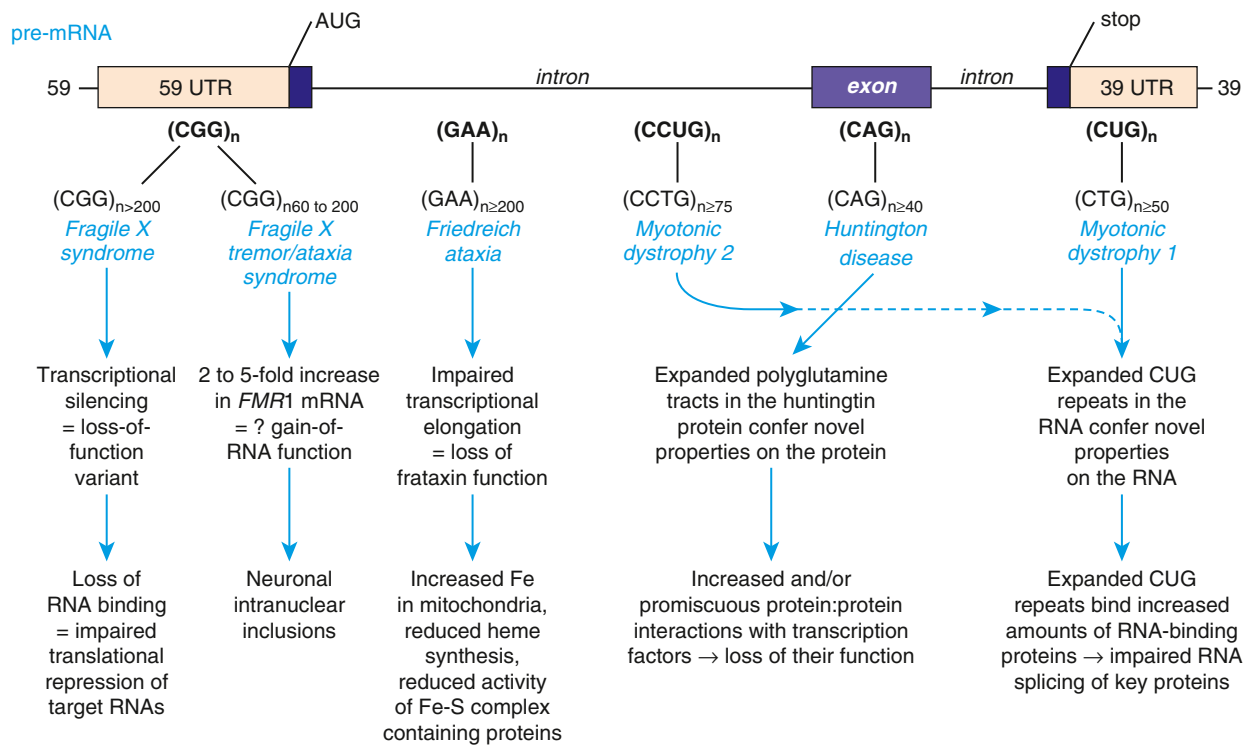 pre-mRNA
AUG
stop
59
59 UTR
intron
exon
intron
39 UTR
39
(CGG)n
(GAA)n
(CCUG)n
(CAG)n
(CUG)n
(CGG)n>200
(CGG)n60 to 200
(GAA)n≥200
(CCTG)n≥75
(CAG)n≥40
(CTG)n≥50
Fragile X
syndrome
Fragile X
tremor/ataxia
syndrome
Friedreich
ataxia
Myotonic
dystrophy 2
Huntington
disease
Myotonic
dystrophy 1
Transcriptional
silencing
= loss-of-
function
variant
2 to 5-fold increase
in FMR1 mRNA
= ? gain-of-
RNA function
Impaired
transcriptional
elongation
= loss of
frataxin function
Expanded polyglutamine
tracts in the huntingtin
protein confer novel
properties on the protein
Expanded CUG
repeats in the
RNA confer novel
properties
on the RNA
Loss of
RNA binding
= impaired
translational
repression of
target RNAs
Neuronal
intranuclear
inclusions
Increased Fe
in mitochondria,
reduced heme
synthesis,
reduced activity
of Fe-S complex
containing proteins
Increased and/or
promiscuous protein:protein
interactions with transcription
factors → loss of their function
Expanded CUG
repeats bind increased
amounts of RNA-binding
proteins → impaired RNA
splicing of key proteins